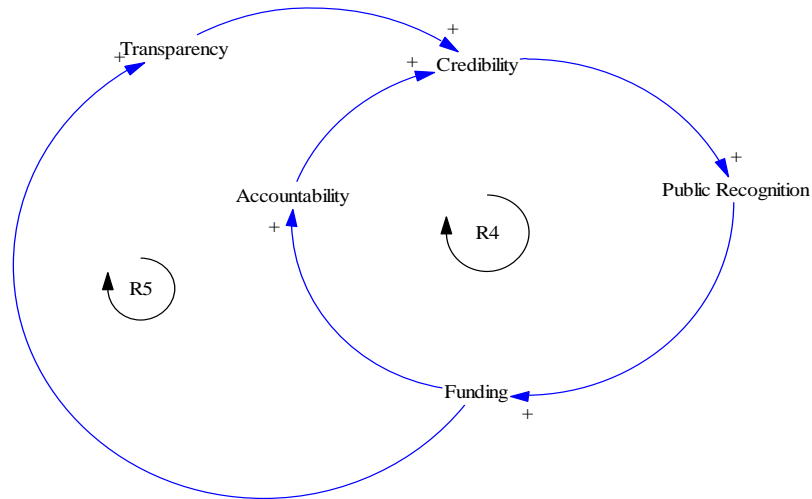 +
Transparency
+
+
Credibility
+
+
Public Recognition
Accountability
+
R4
R5
Funding
+